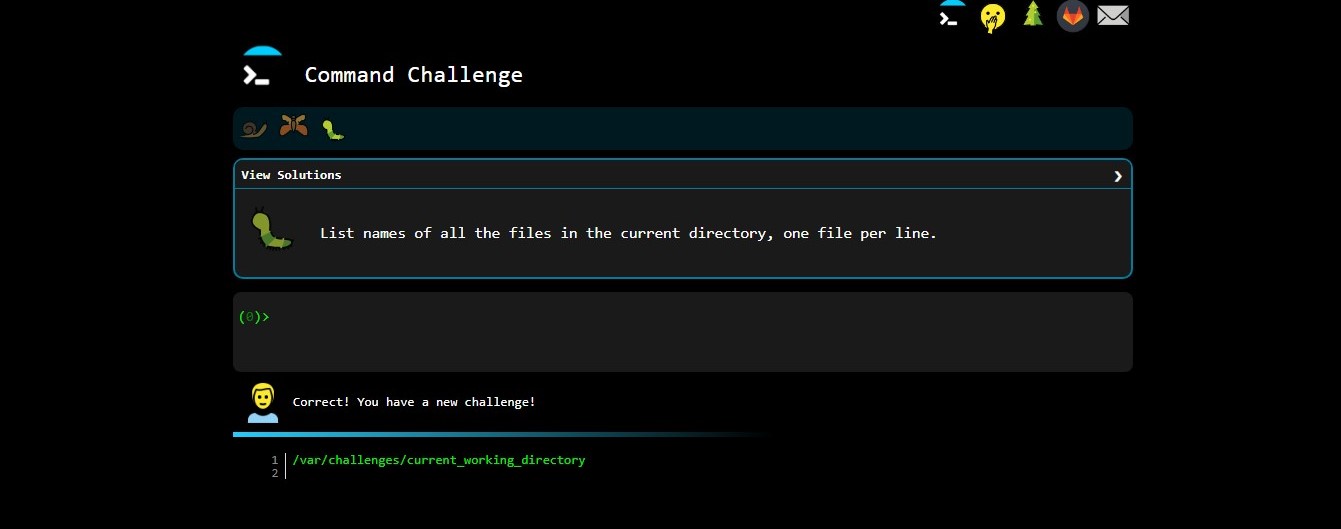 Command Challenge
View Solutions
List names of all the files in the current directory, one file per line.
(0)>
Correct! You have a new challenge!
1 /var/challenges/current_working_directory
2